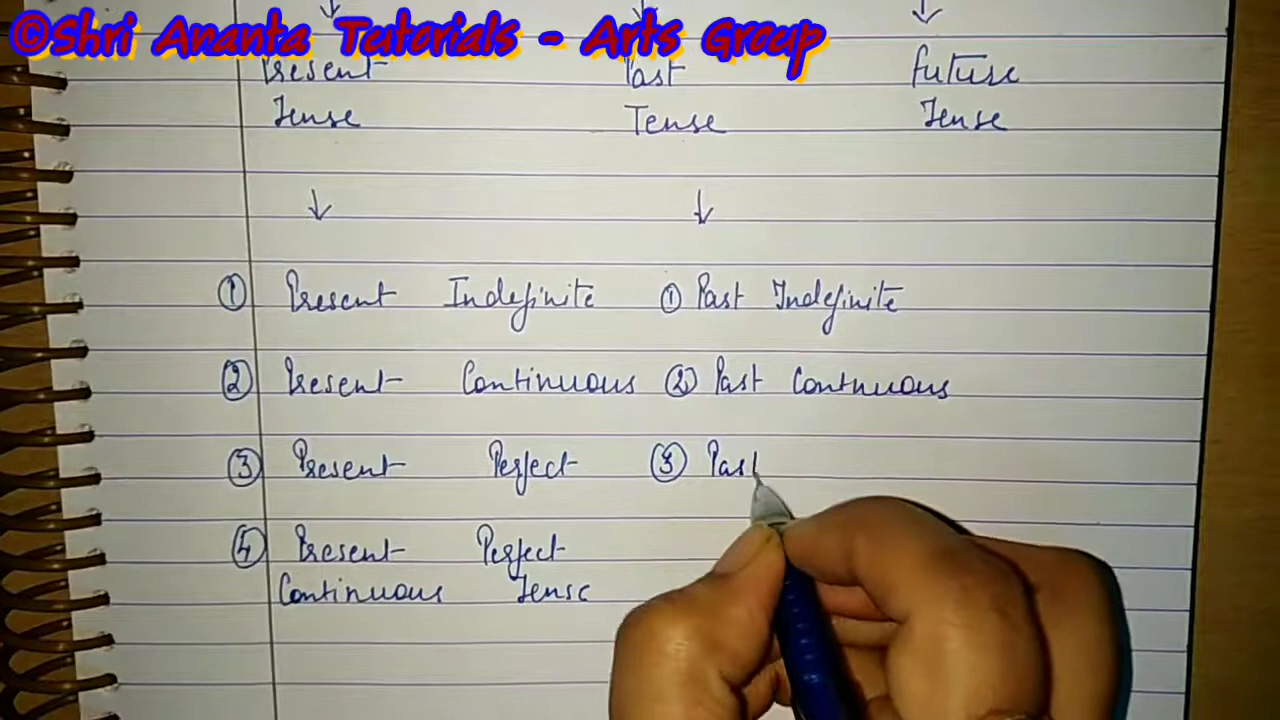 ©Shri Ananta Tutorials - Arts Group
Present Past Future
Tense Tense Tense
① Present Indefinite ① Past Indefinite
② Present Continuous ② Past Contnuous
③ Present Perfect ③ Past
④ Present Perfect
Continuous Tense